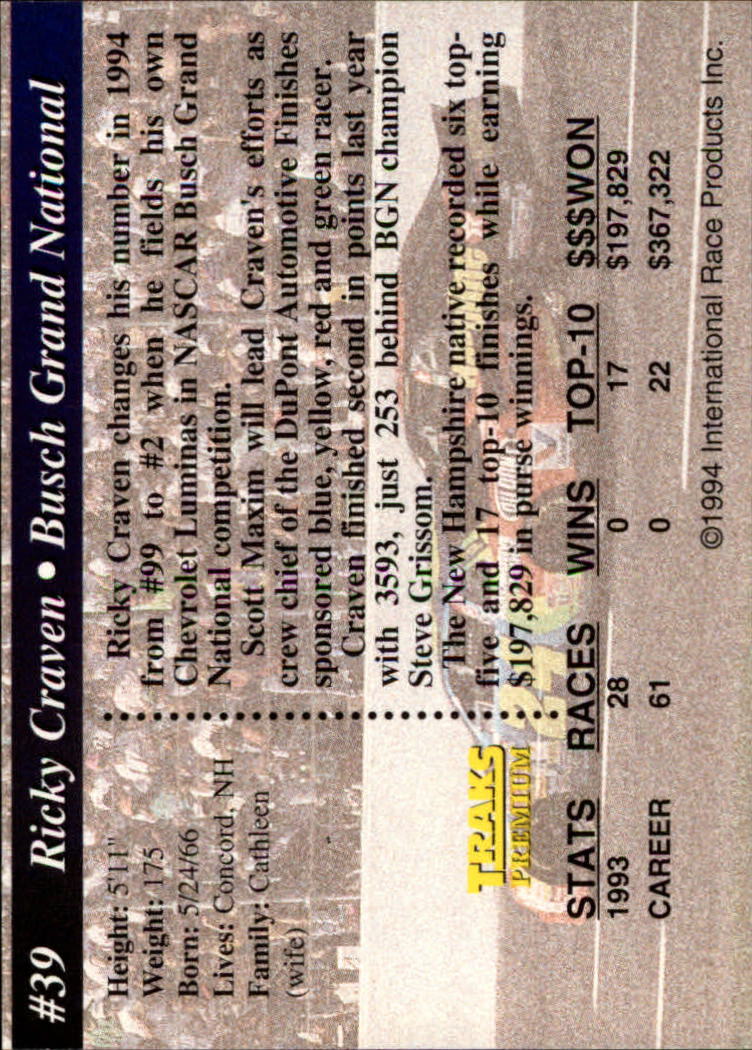 #39 Ricky Craven • Busch Grand National
Height: 5'11"
Weight: 175
Born: 5/24/66
Lives: Concord, NH
Family: Cathleen
(wife)
Ricky Craven changes his number in 1994
from #99 to #2 when he fields his own
Chevrolet Luminas in NASCAR Busch Grand
National competition.
Scott Maxim will lead Craven's efforts as
crew chief of the DuPont Automotive Finishes
sponsored blue, yellow, red and green racer.
Craven finished second in points last year
with 3593, just 253 behind BGN champion
Steve Grissom.
The New Hampshire native recorded six top-
five and 17 top-10 finishes while earning
$197,829 in purse winnings.
TRAKS
PREMIUM
STATS RACES WINS TOP-10 $$$WON
1993 28 0 17 $197,829
CAREER 61 0 22 $367,322
©1994 International Race Products Inc.